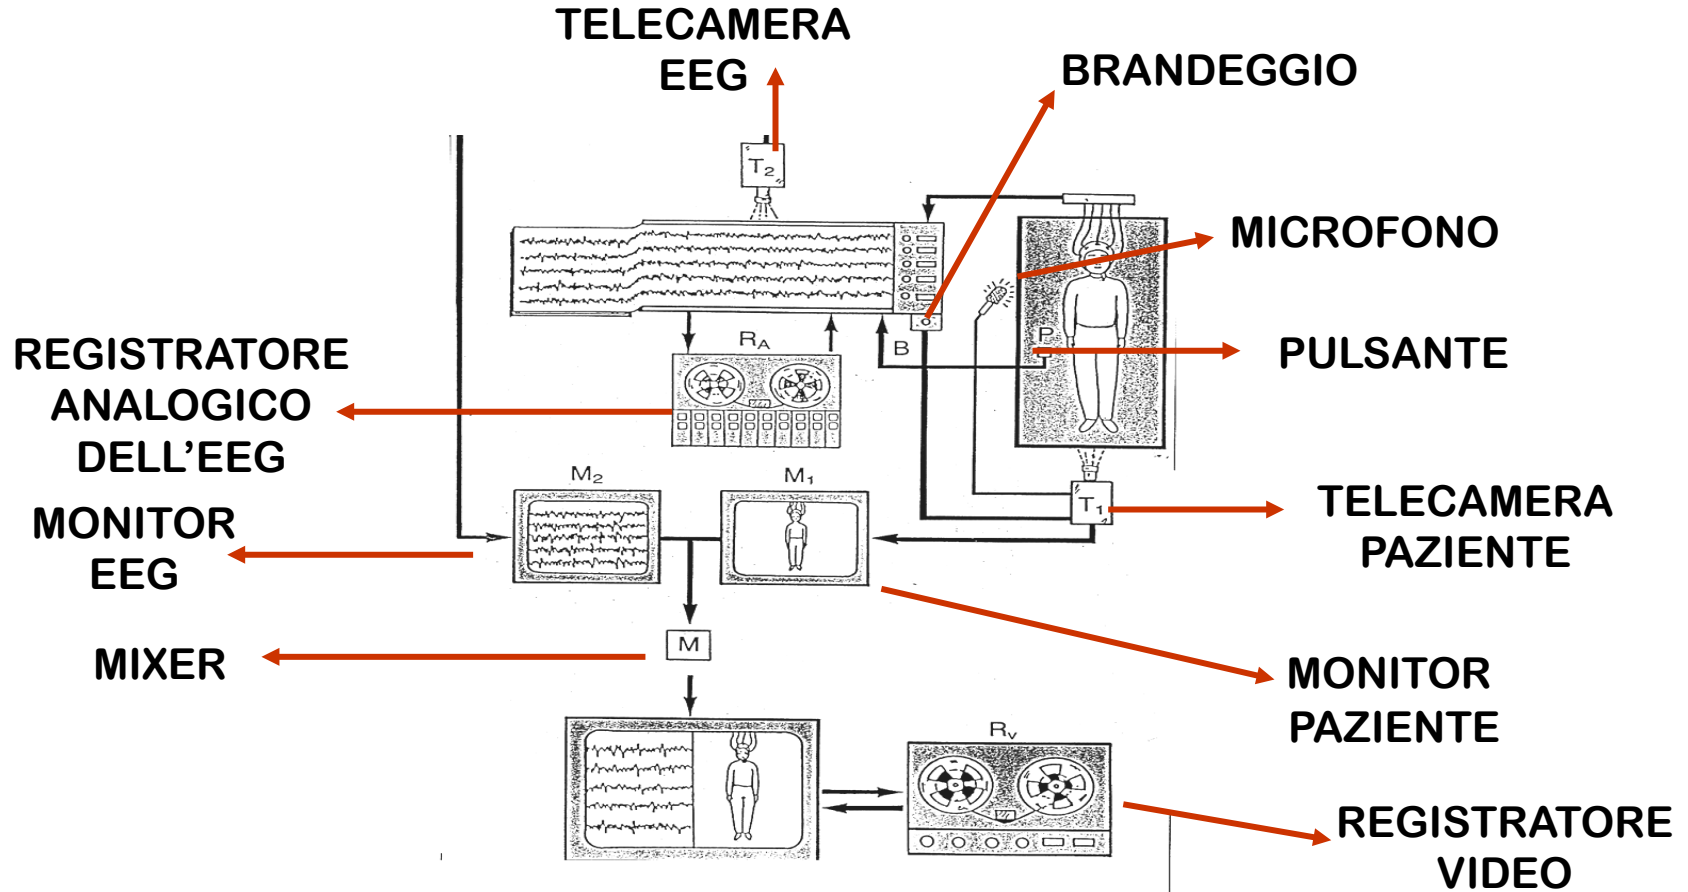 TELECAMERA
EEG
BRANDEGGIO
T2
MICROFONO
P
PULSANTE
B
RA
REGISTRATORE
ANALOGICO
DELL’EEG
M2
M1
T1
TELECAMERA
PAZIENTE
MONITOR
EEG
M
MIXER
MONITOR
PAZIENTE
Rv
REGISTRATORE
VIDEO